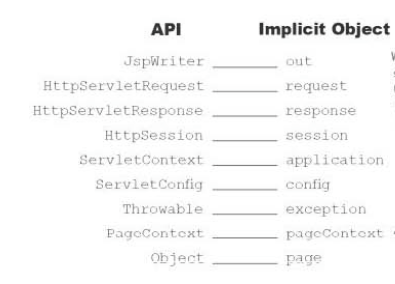 API Implicit Object
JspWriter out
HttpServletRequest request
HttpServletResponse response
HttpSession session
ServletContext application
ServletConfig config
Throwable exception
PageContext pageContext
Object page